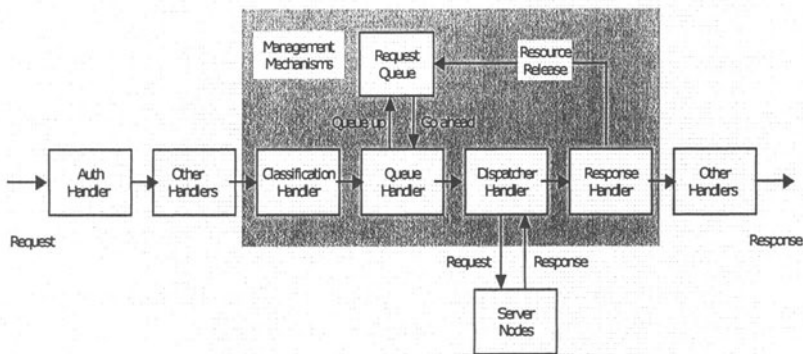 Management
Mechanisms
Request
Queue
Resource
Release
Queue up
Go ahead
Auth
Handler
Other
Handlers
Classification
Handler
Queue
Handler
Dispatcher
Handler
Response
Handler
Other
Handlers
Request
Response
Request
Response
Server
Nodes